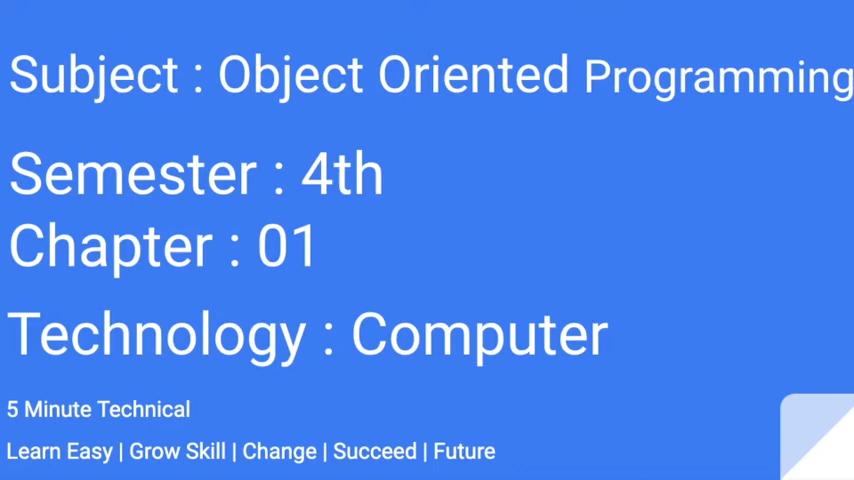 Subject : Object Oriented Programming
Semester : 4th
Chapter : 01
Technology : Computer
5 Minute Technical
Learn Easy | Grow Skill | Change | Succeed | Future